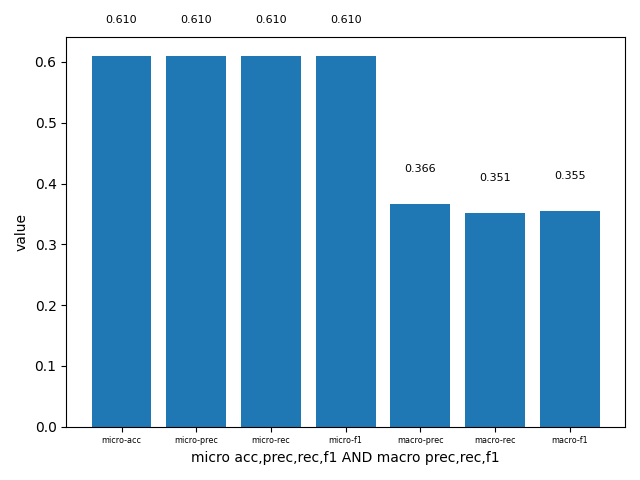 0.610 0.610 0.610 0.610
0.366 0.351 0.355
0.6
0.5
0.4
0.3
0.2
0.1
0.0
value
micro-acc micro-prec micro-rec micro-f1 macro-prec macro-rec macro-f1
micro acc,prec,rec,f1 AND macro prec,rec,f1